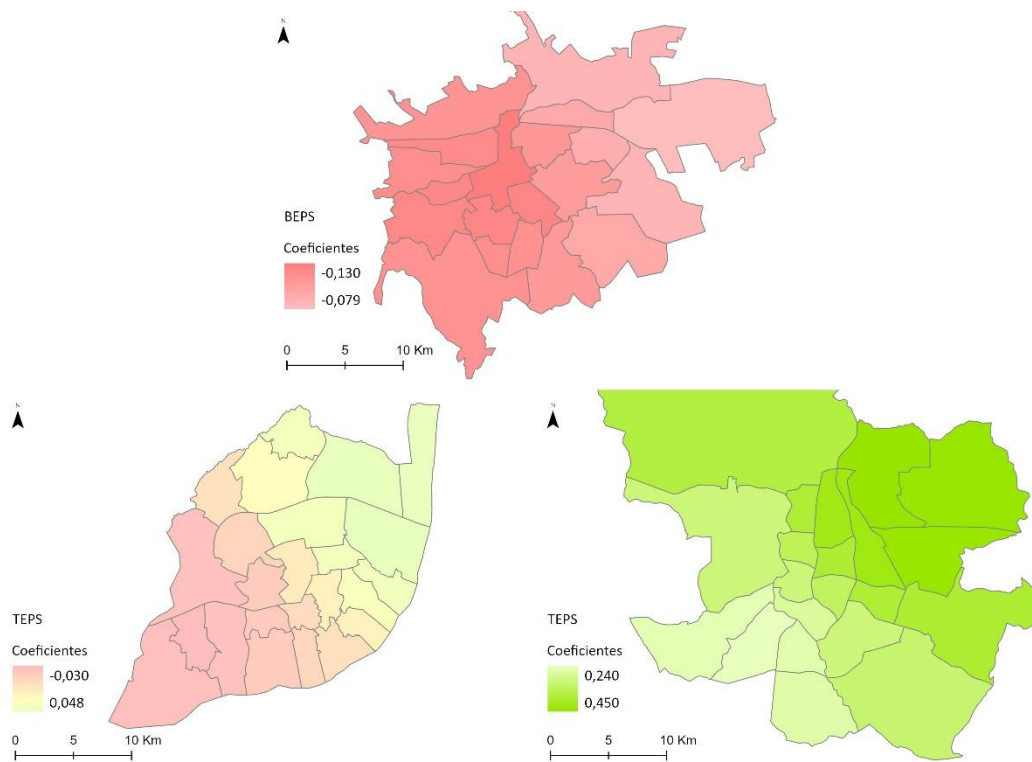 N
BEPS
Coeficientes
-0,130
-0,079
0 5 10 Km
N
TEPS
Coeficientes
-0,030
0,048
0 5 10 Km
N
TEPS
Coeficientes
0,240
0,450
0 5 10 Km